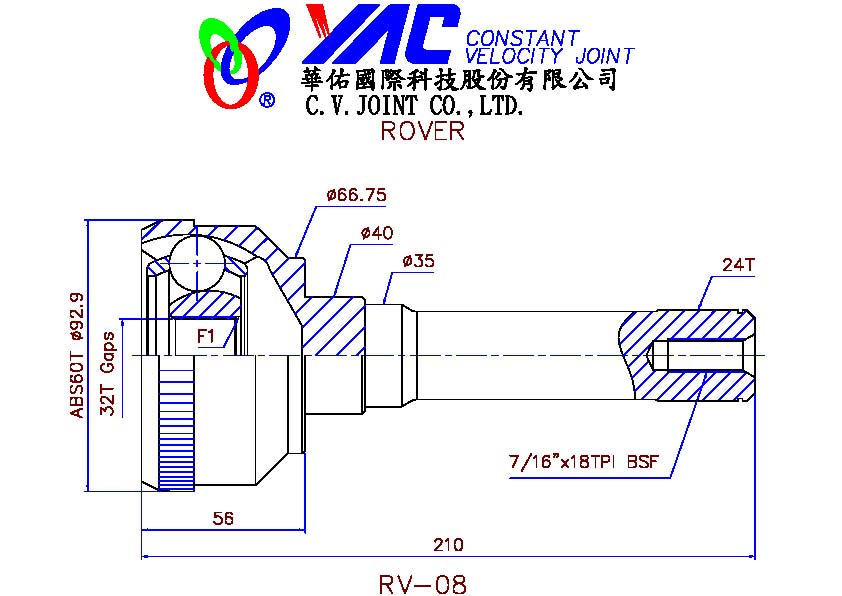 YAC CONSTANT
VELOCITY JOINT
®
華佑國際科技股份有限公司
C.V.JOINT CO.,LTD.
ROVER
ø66.75
ø40
ø35
24T
ABS60T ø92.9
32T Gaps
F1
7/16"x18TPI BSF
56
210
RV-08